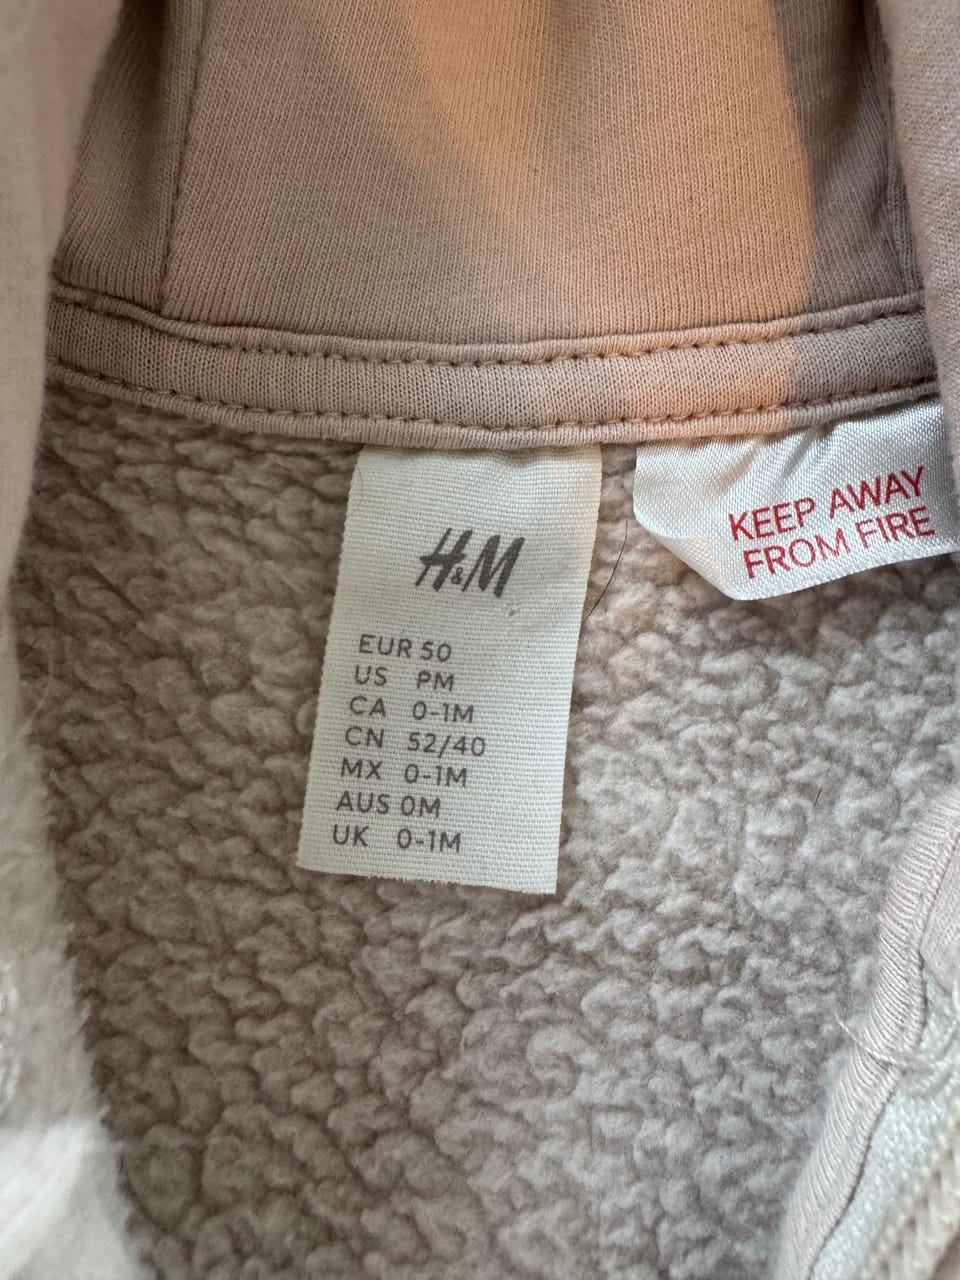 H&M
EUR 50
US PM
CA 0-1M
CN 52/40
MX 0-1M
AUS 0M
UK 0-1M
KEEP AWAY
FROM FIRE